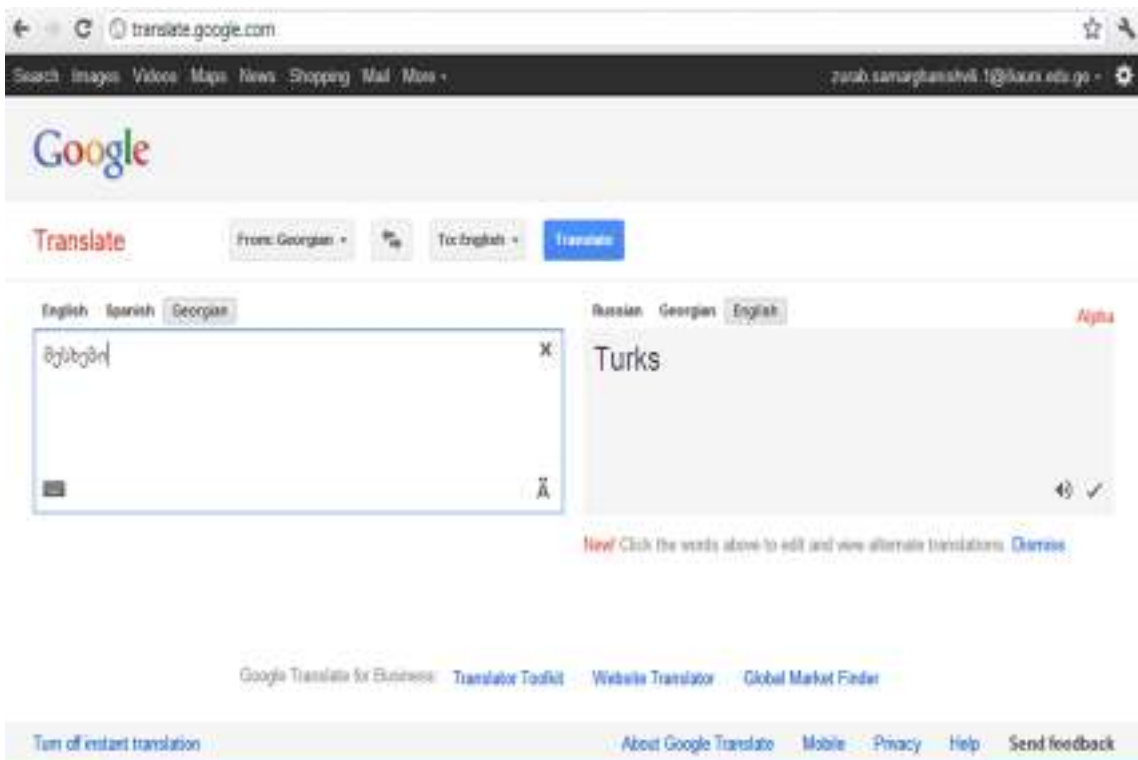 translate.google.com
Search Images Videos Maps News Shopping Mail More
Google
Translate From: Georgian To: English Translate
English Spanish Georgian
Russian Georgian English
Alpha
მესხები
x
Turks
Ä
New! Click the words above to edit and view alternate translations. Dismiss
Google Translate for Business: Translator Toolkit Website Translator Global Market Finder
Turn off instant translation About Google Translate Mobile Privacy Help Send feedback